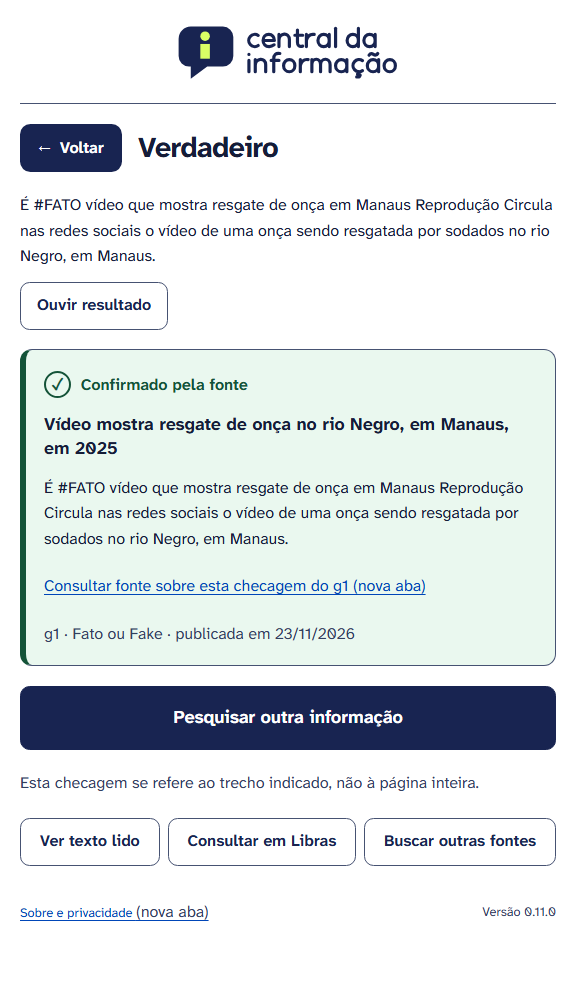 central da
informação
← Voltar
Verdadeiro
É #FATO vídeo que mostra resgate de onça em Manaus Reprodução Circula
nas redes sociais o vídeo de uma onça sendo resgatada por sodados no rio
Negro, em Manaus.
Ouvir resultado
Confirmado pela fonte
Vídeo mostra resgate de onça no rio Negro, em Manaus,
em 2025
É #FATO vídeo que mostra resgate de onça em Manaus Reprodução
Circula nas redes sociais o vídeo de uma onça sendo resgatada por
sodados no rio Negro, em Manaus.
Consultar fonte sobre esta checagem do g1 (nova aba)
g1 · Fato ou Fake · publicada em 23/11/2026
Pesquisar outra informação
Esta checagem se refere ao trecho indicado, não à página inteira.
Ver texto lido
Consultar em Libras
Buscar outras fontes
Sobre e privacidade (nova aba)
Versão 0.11.0